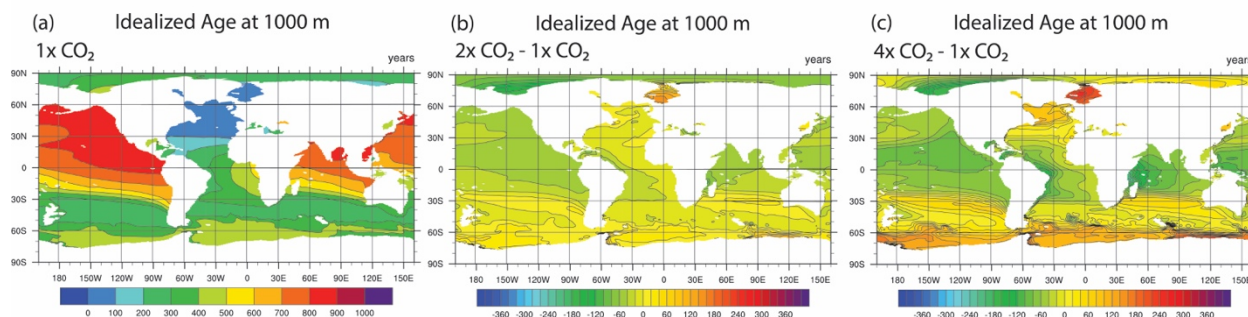 (a) Idealized Age at 1000 m
1x CO₂
years
90N
60N
30N
0
30S
60S
90S
180 150W 120W 90W 60W 30W 0 30E 60E 90E 120E 150E
0 100 200 300 400 500 600 700 800 900 1000
(b) Idealized Age at 1000 m
2x CO₂ - 1x CO₂
years
90N
60N
30N
0
30S
60S
90S
180 150W 120W 90W 60W 30W 0 30E 60E 90E 120E 150E
-360 -300 -240 -180 -120 -60 0 60 120 180 240 300 360
(c) Idealized Age at 1000 m
4x CO₂ - 1x CO₂
years
90N
60N
30N
0
30S
60S
90S
180 150W 120W 90W 60W 30W 0 30E 60E 90E 120E 150E
-360 -300 -240 -180 -120 -60 0 60 120 180 240 300 360